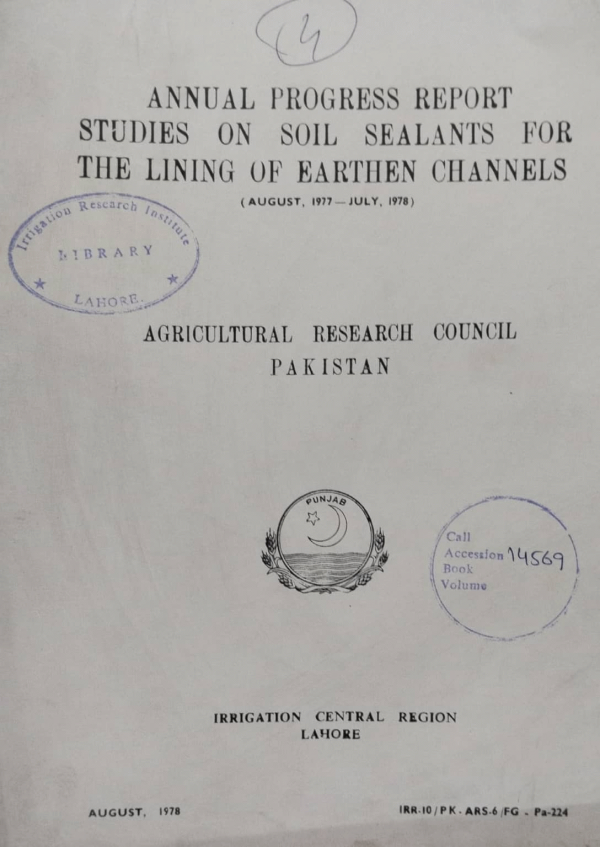 14
ANNUAL PROGRESS REPORT
STUDIES ON SOIL SEALANTS FOR
THE LINING OF EARTHEN CHANNELS
(AUGUST, 1977—JULY, 1978)
Irrigation Research Institute
LIBRARY
LAHORE.
AGRICULTURAL RESEARCH COUNCIL
PAKISTAN
PUNJAB
Call
Accession 14569
Book
Volume
IRRIGATION CENTRAL REGION
LAHORE
AUGUST, 1978
IRR-10/PK-ARS-6/FG - Pa-224